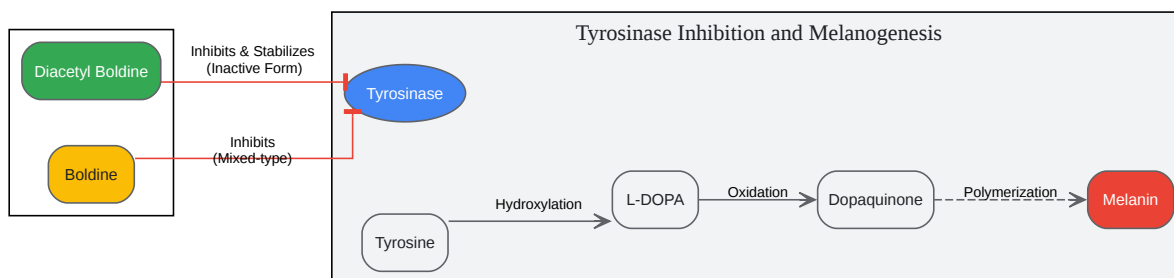 Tyrosinase Inhibition and Melanogenesis
Diacetyl Boldine
Inhibits & Stabilizes
(Inactive Form)
Tyrosinase
Boldine
Inhibits
(Mixed-type)
Tyrosine
Hydroxylation
L-DOPA
Oxidation
Dopaquinone
Polymerization
Melanin